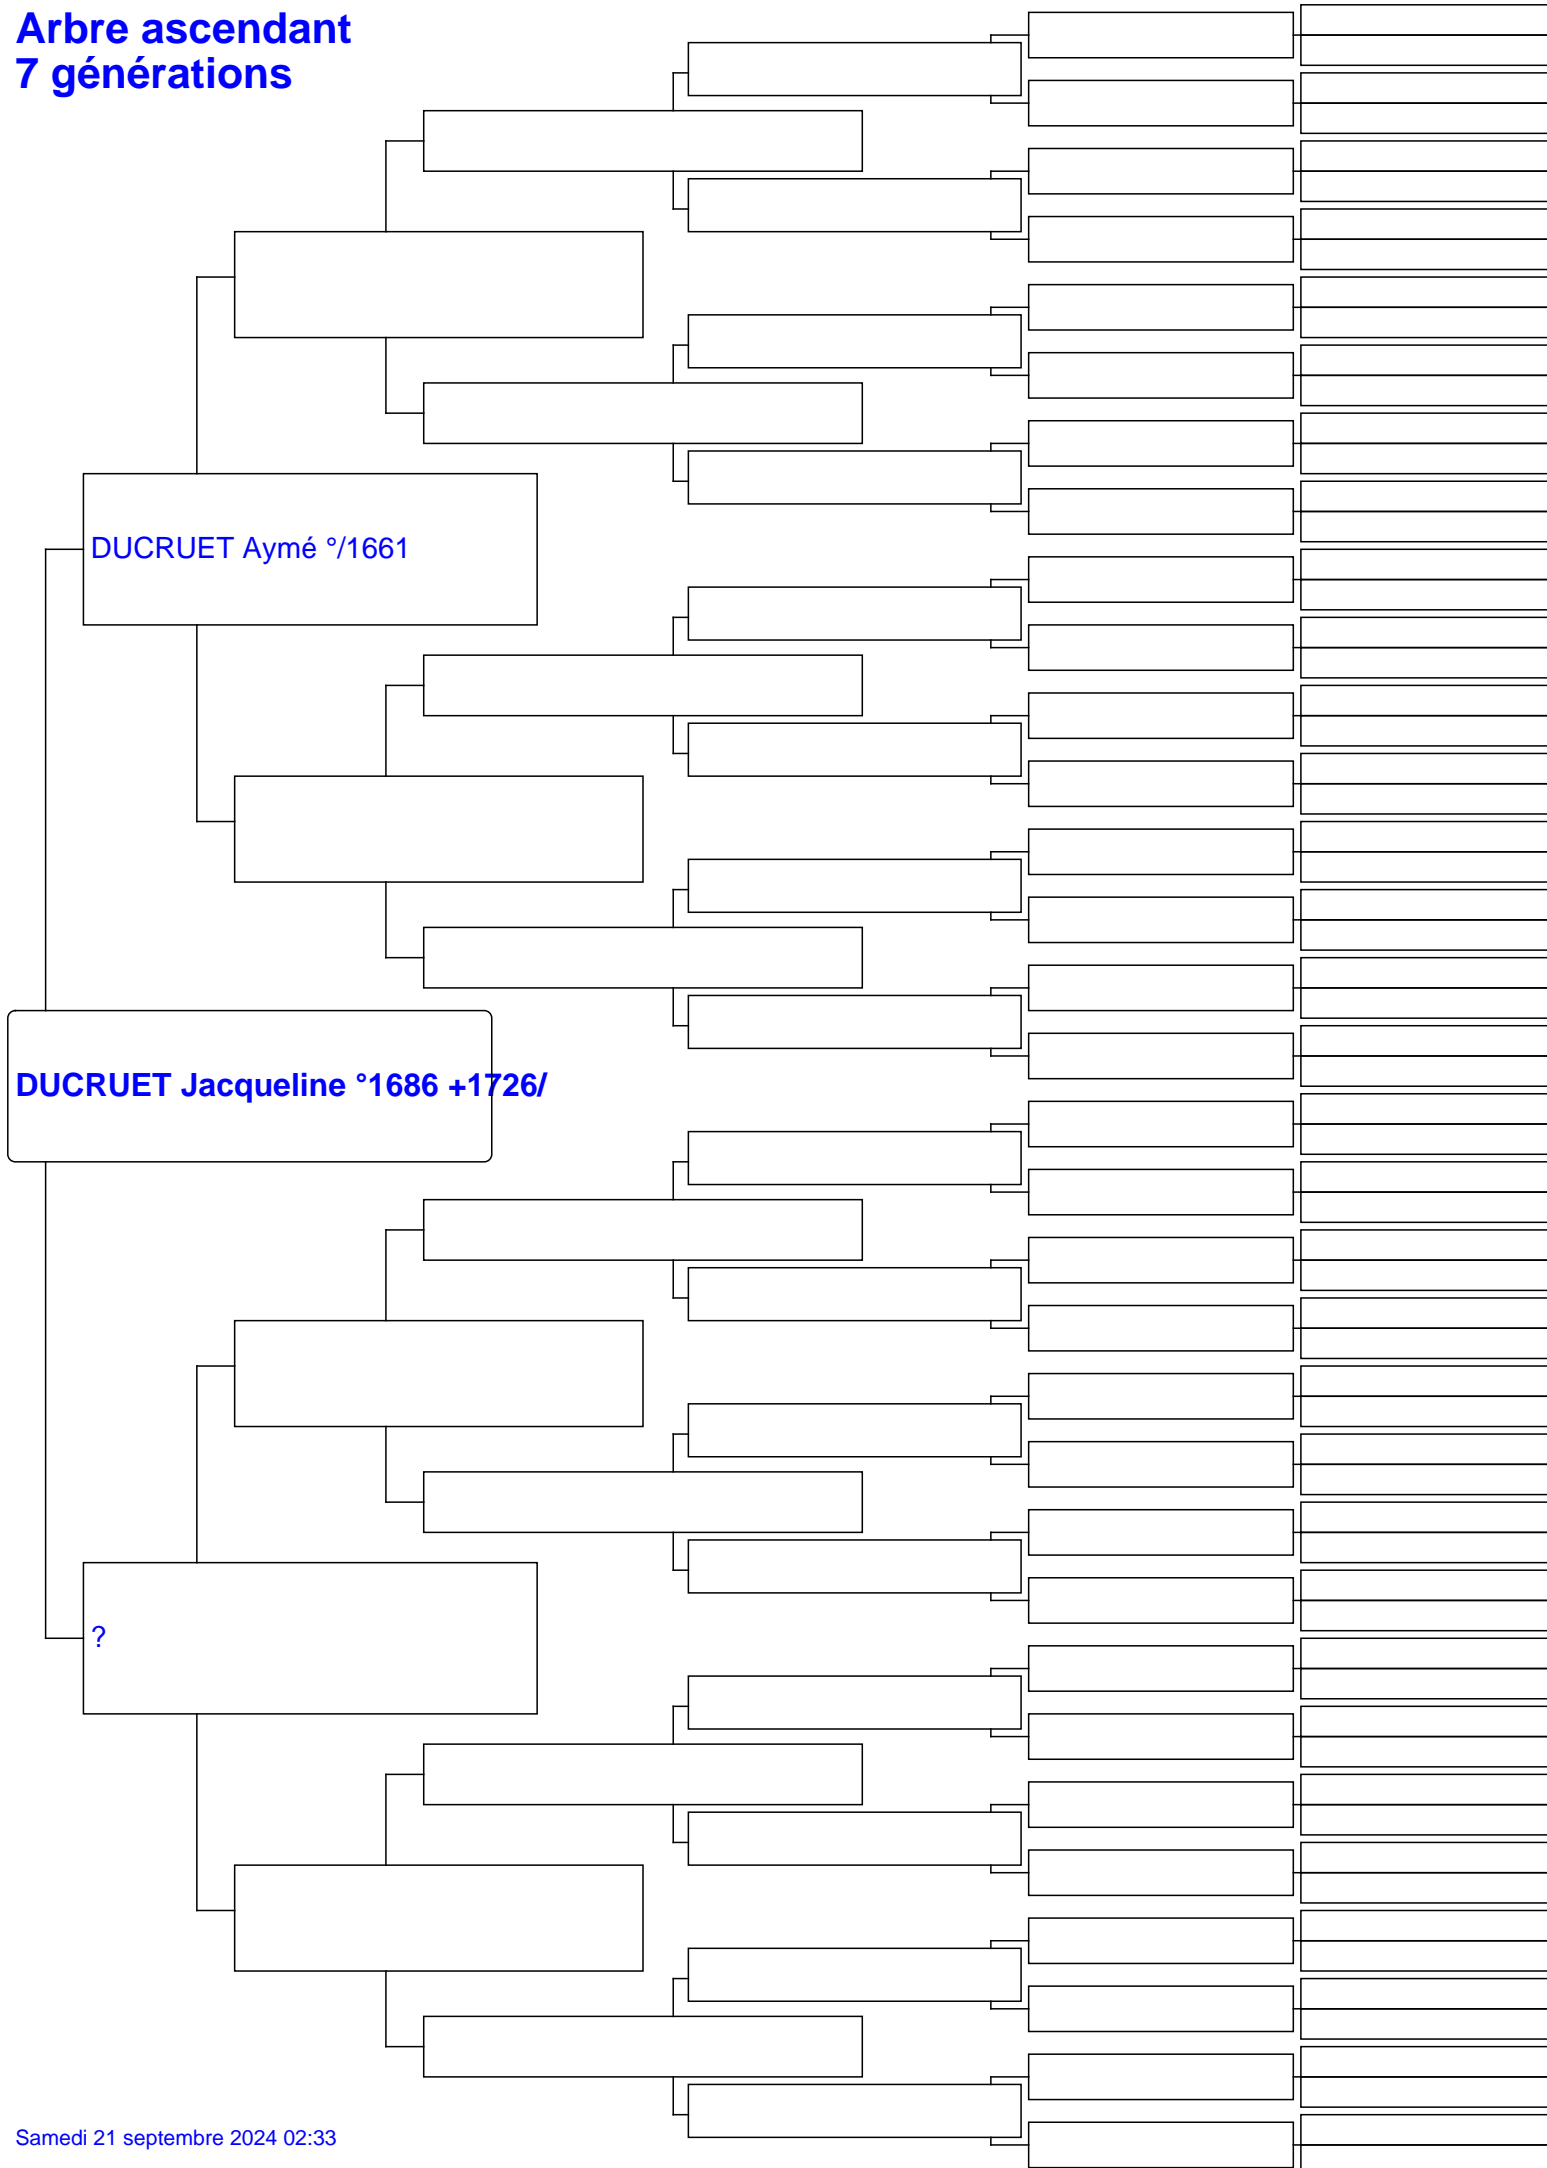 Arbre ascendant
7 générations
DUCRUET Aymé °/1661
DUCRUET Jacqueline °1686 +1726/
?
Samedi 21 septembre 2024 02:33